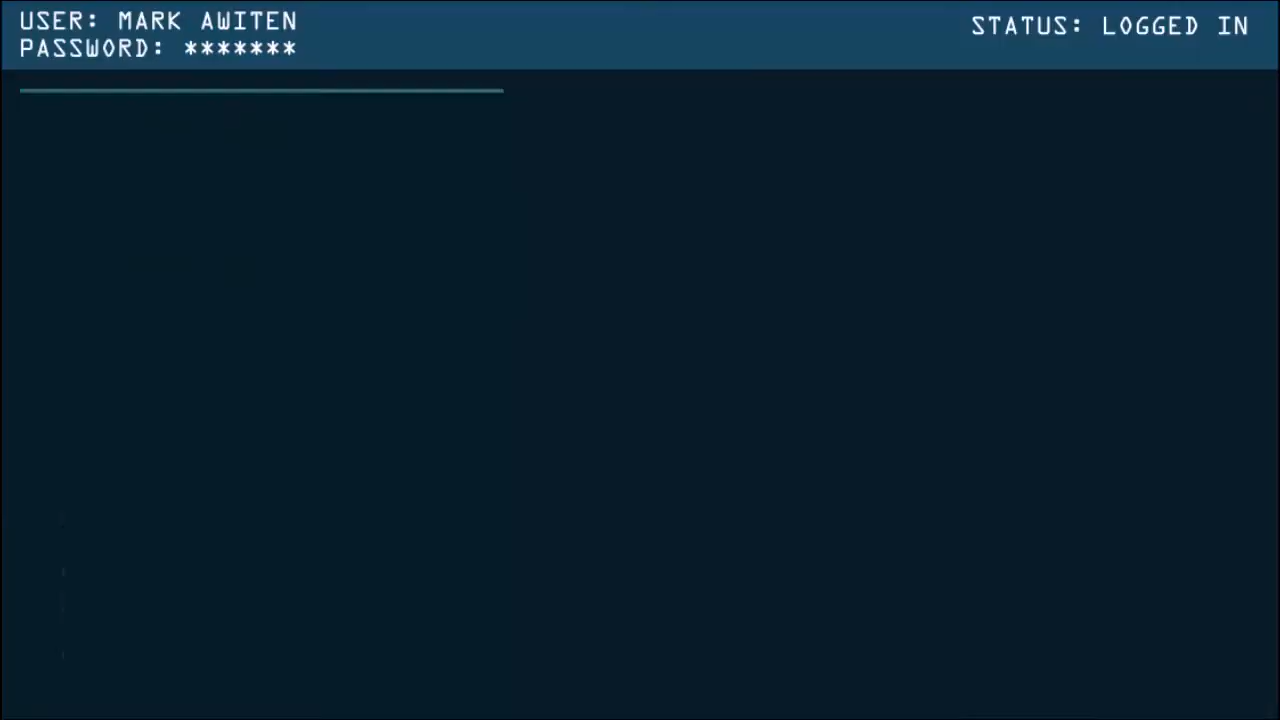 USER: MARK AWITEN
PASSWORD: *******
STATUS: LOGGED IN